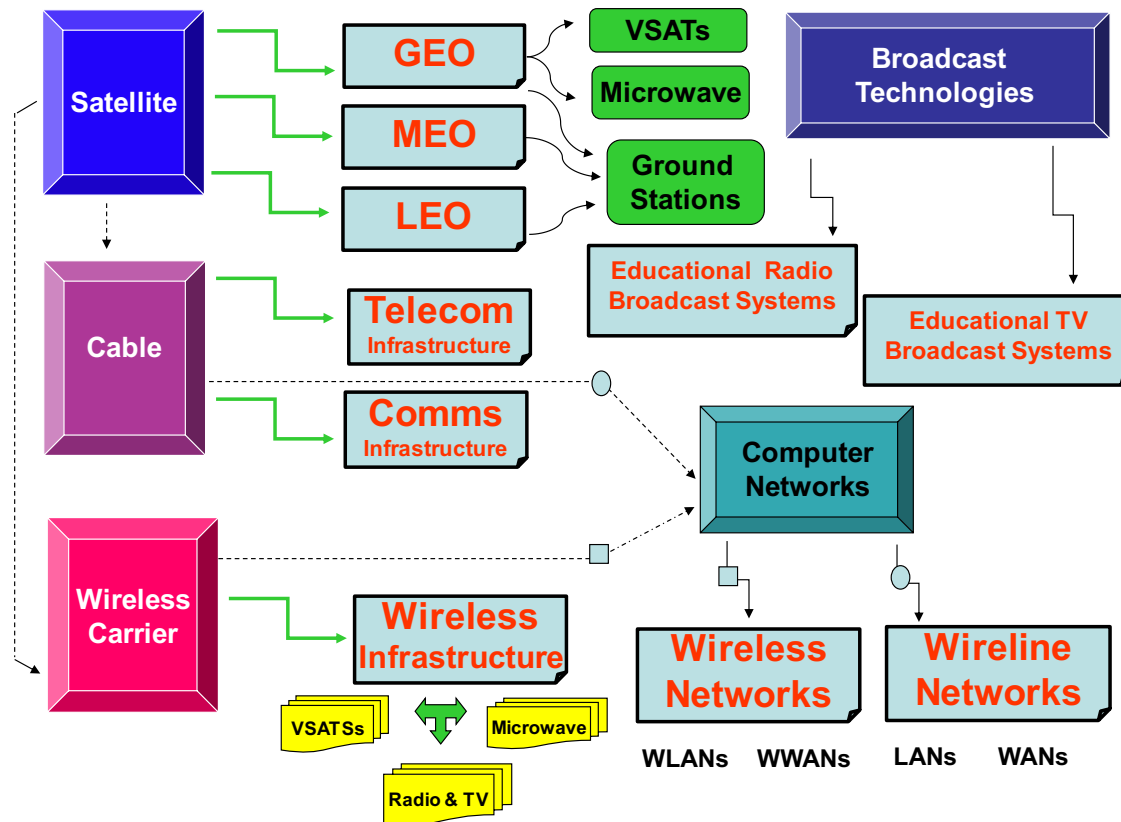 Satellite
GEO
MEO
LEO
VSATs
Microwave
Ground
Stations
Broadcast
Technologies
Educational Radio
Broadcast Systems
Educational TV
Broadcast Systems
Cable
Telecom
Infrastructure
Comms
Infrastructure
Computer
Networks
Wireless
Carrier
Wireless
Infrastructure
VSATSs
Microwave
Radio & TV
Wireless
Networks
WLANs WWANs
Wireline
Networks
LANs WANs